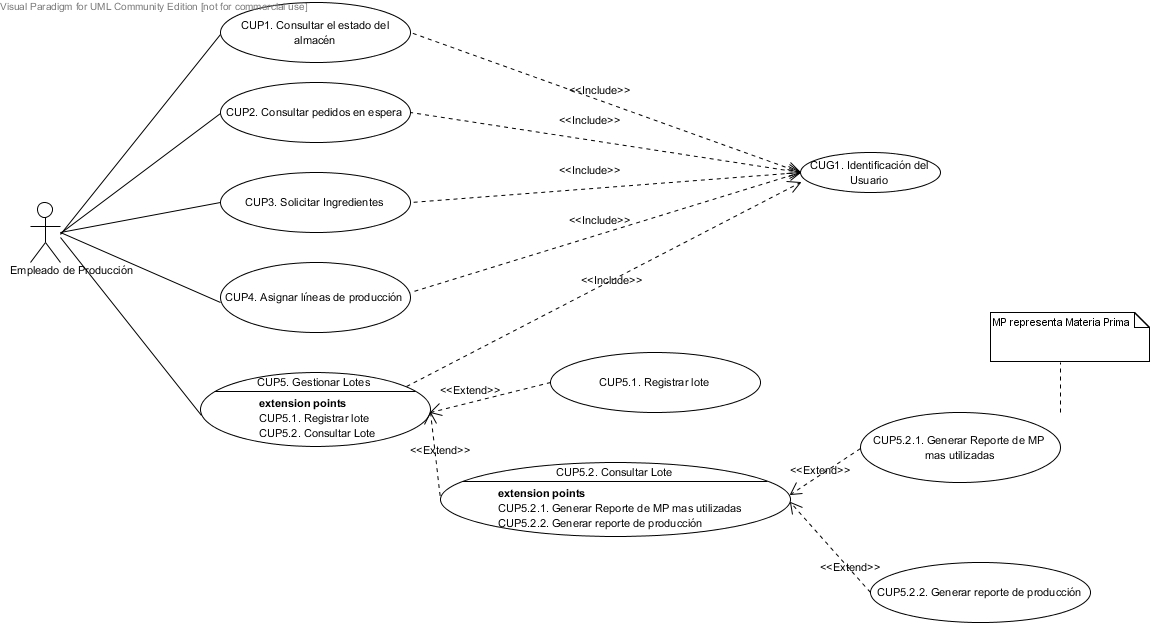 Visual Paradigm for UML Community Edition [not for commercial use]
CUP1. Consultar el estado del
almacén
<<Include>>
CUP2. Consultar pedidos en espera
<<Include>>
CUG1. Identificación del
Usuario
<<Include>>
CUP3. Solicitar Ingredientes
<<Include>>
Empleado de Producción
CUP4. Asignar líneas de producción
<<Include>>
MP representa Materia Prima
CUP5. Gestionar Lotes
extension points
CUP5.1. Registrar lote
CUP5.2. Consultar Lote
<<Extend>>
CUP5.1. Registrar lote
<<Extend>>
CUP5.2. Consultar Lote
extension points
CUP5.2.1. Generar Reporte de MP mas utilizadas
CUP5.2.2. Generar reporte de producción
<<Extend>>
CUP5.2.1. Generar Reporte de MP
mas utilizadas
<<Extend>>
CUP5.2.2. Generar reporte de producción